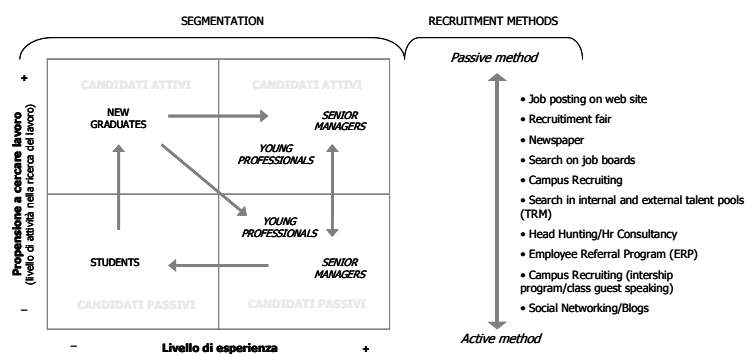 SEGMENTATION
RECRUITMENT METHODS
Passive method
+
CANDIDATI ATTIVI
CANDIDATI ATTIVI
NEW
GRADUATES
SENIOR
MANAGERS
YOUNG
PROFESSIONALS
Propensione a cercare lavoro
(livello di attività nella ricerca del lavoro)
YOUNG
PROFESSIONALS
STUDENTS
SENIOR
MANAGERS
CANDIDATI PASSIVI
CANDIDATI PASSIVI
–
–
Livello di esperienza
+
• Job posting on web site
• Recruitiment fair
• Newspaper
• Search on job boards
• Campus Recruiting
• Search in internal and external talent pools
(TRM)
• Head Hunting/Hr Consultancy
• Employee Referral Program (ERP)
• Campus Recruiting (intership
program/class guest speaking)
• Social Networking/Blogs
Active method